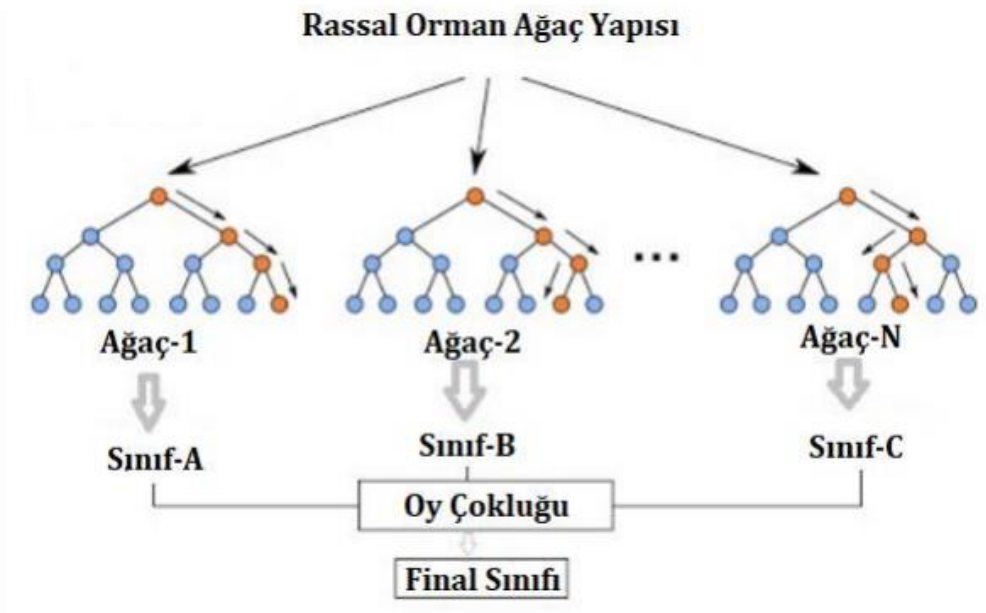 Rassal Orman Ağaç Yapısı
...
Ağaç-1
Ağaç-2
Ağaç-N
Sınıf-A
Sınıf-B
Sınıf-C
Oy Çokluğu
Final Sınıfı